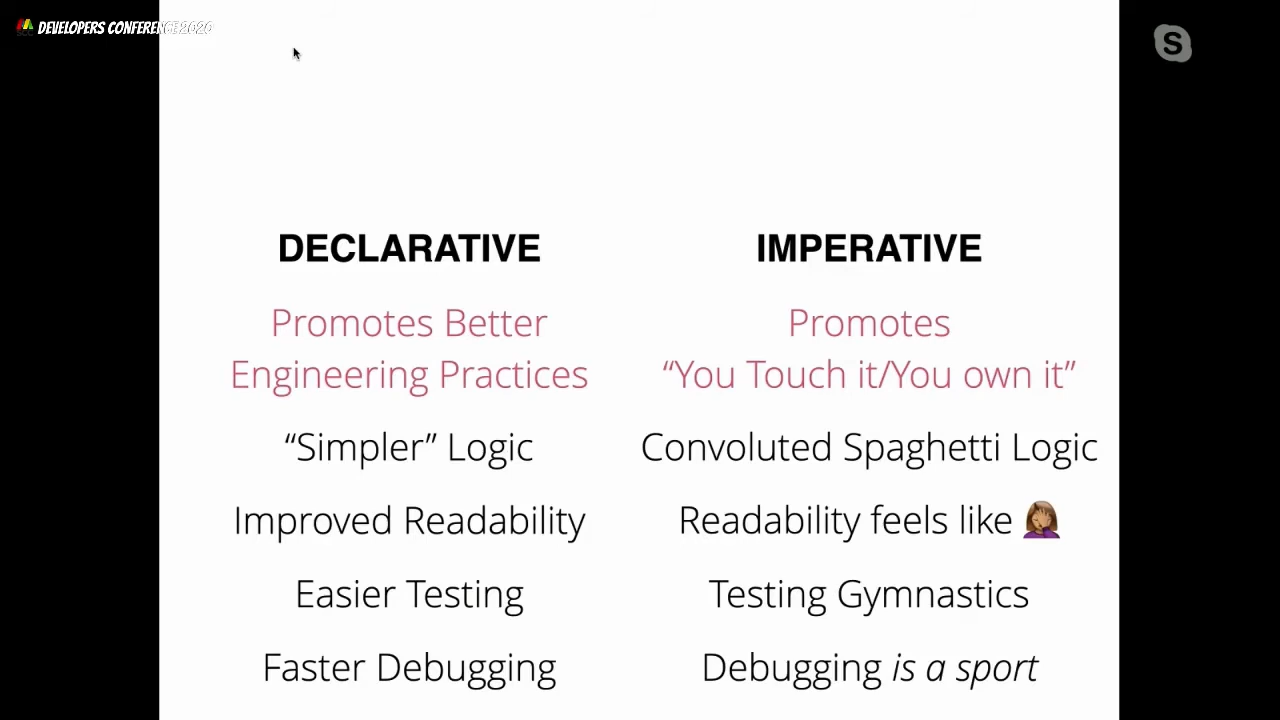 DEVELOPERS CONFERENCE 2020
S
DECLARATIVE
IMPERATIVE
Promotes Better
Engineering Practices
Promotes
“You Touch it/You own it”
“Simpler” Logic
Convoluted Spaghetti Logic
Improved Readability
Readability feels like 🤦🏽‍♀️
Easier Testing
Testing Gymnastics
Faster Debugging
Debugging is a sport